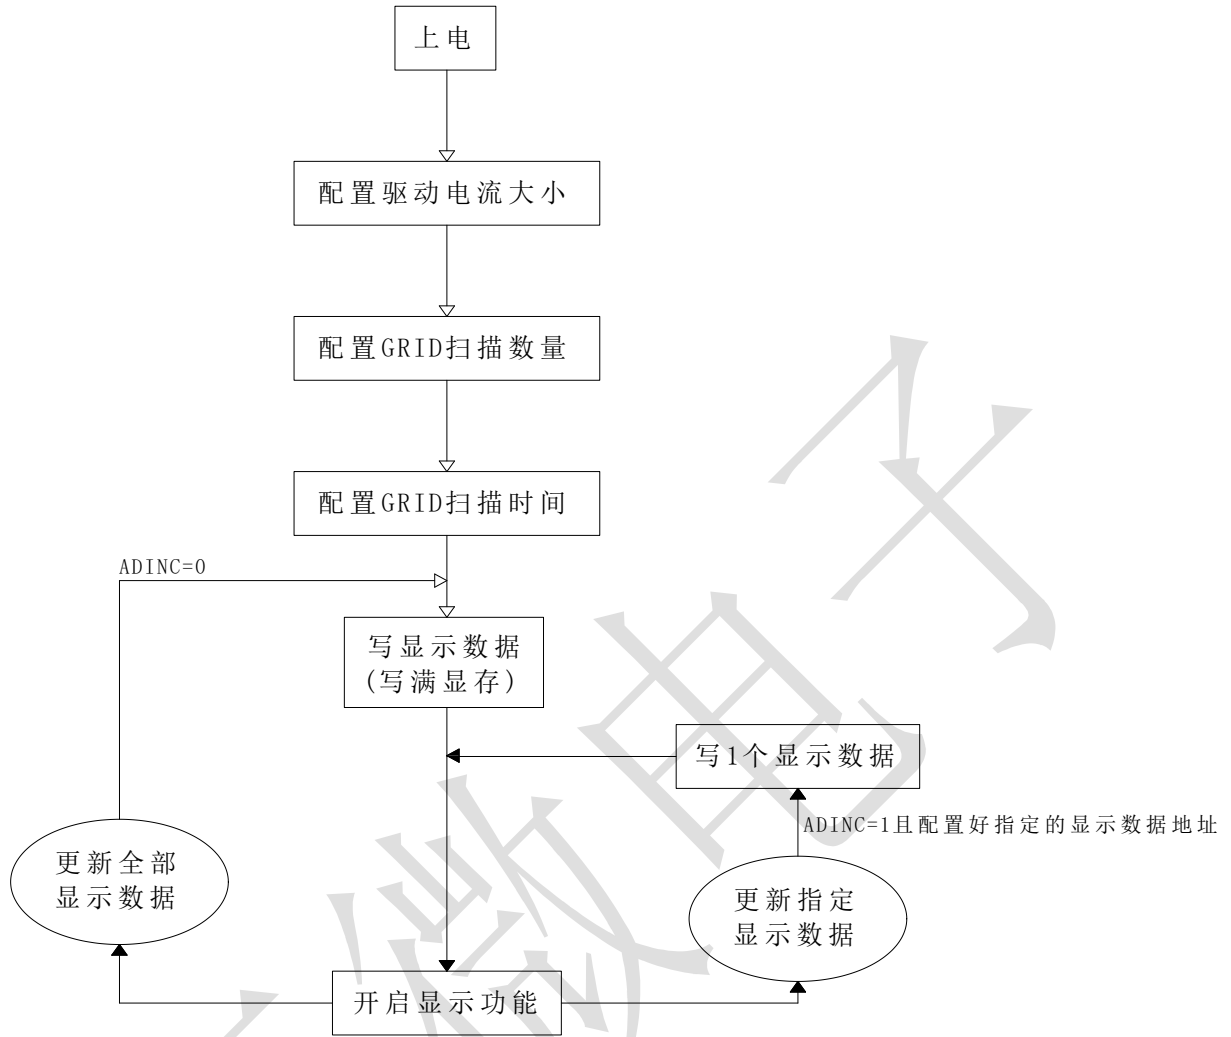 上电
配置驱动电流大小
配置GRID扫描数量
配置GRID扫描时间
ADINC=0
写显示数据
(写满显存)
写1个显示数据
ADINC=1且配置好指定的显示数据地址
更新全部
显示数据
更新指定
显示数据
开启显示功能
微电子